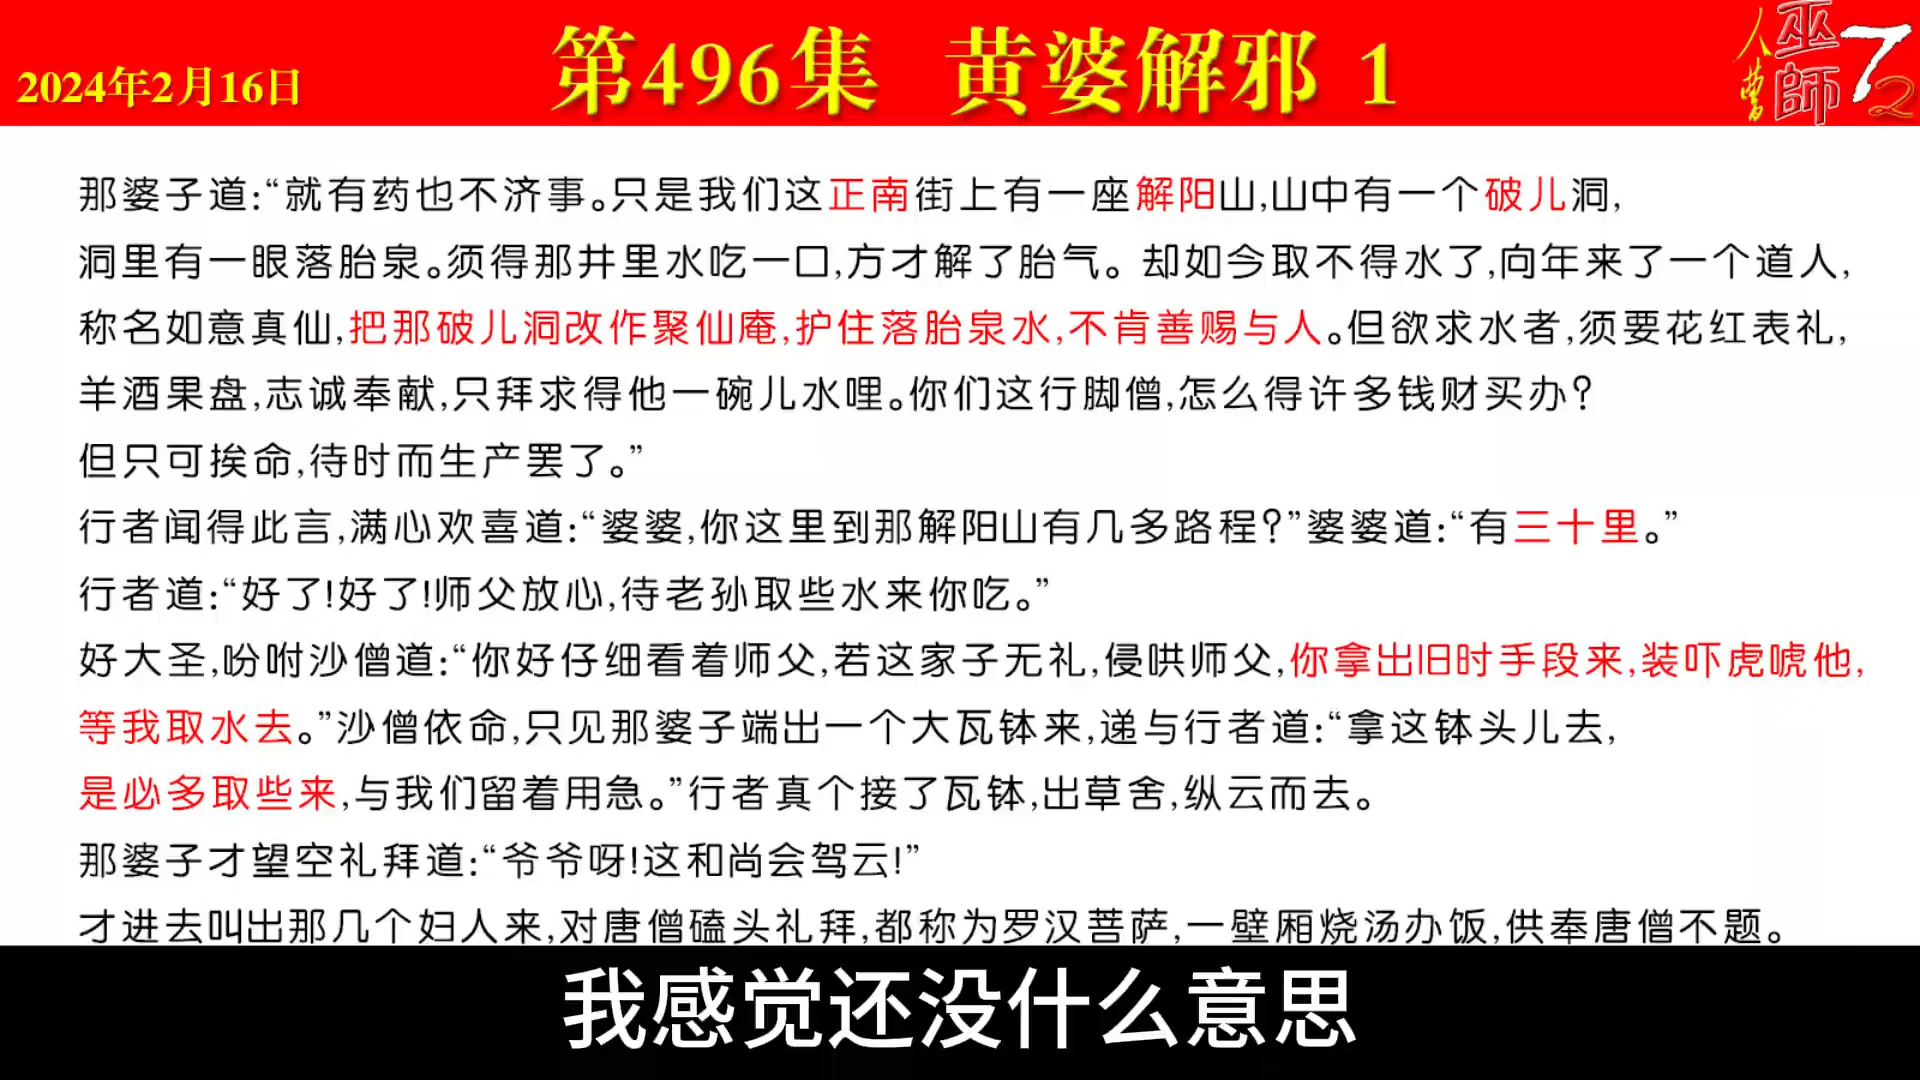 2024年2月16日
第496集 黄婆解邪 1
人曹
巫師
72
那婆子道:“就有药也不济事。只是我们这正南街上有一座解阳山,山中有一个破儿洞,
洞里有一眼落胎泉。须得那井里水吃一口,方才解了胎气。却如今取不得水了,向年来了一个道人,
称名如意真仙,把那破儿洞改作聚仙庵,护住落胎泉水,不肯善赐与人。但欲求水者,须要花红表礼,
羊酒果盘,志诚奉献,只拜求得他一碗儿水哩。你们这行脚僧,怎么得许多钱财买办?
但只可挨命,待时而生产罢了。”
行者闻得此言,满心欢喜道:“婆婆,你这里到那解阳山有几多路程?”婆婆道:“有三十里。”
行者道:“好了!好了!师父放心,待老孙取些水来你吃。”
好大圣,吩咐沙僧道:“你好仔细看着师父,若这家子无礼,侵哄师父,你拿出旧时手段来,装吓虎唬他,
等我取水去。”沙僧依命,只见那婆子端出一个大瓦钵来,递与行者道:“拿这钵头儿去,
是必多取些来,与我们留着用急。”行者真个接了瓦钵,出草舍,纵云而去。
那婆子才望空礼拜道:“爷爷呀!这和尚会驾云!”
才进去叫出那几个妇人来,对唐僧磕头礼拜,都称为罗汉菩萨,一壁厢烧汤办饭,供奉唐僧不题。
我感觉还没什么意思